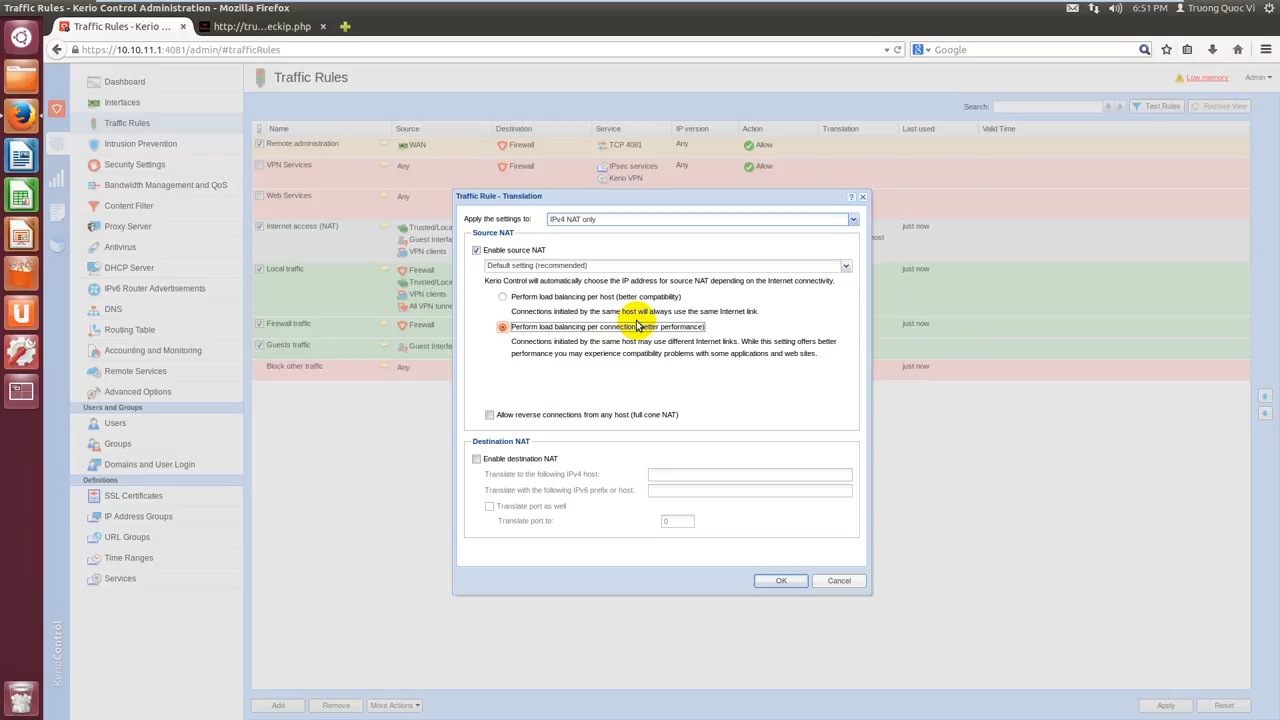 Traffic Rules - Kerio Control Administration - Mozilla Firefox
6:51 PM
Truong Quoc Vi
Traffic Rules - Kerio ...
http://tru...eckip.php
https://10.10.11.1:4081/admin/#trafficRules
Google
Dashboard
Interfaces
Traffic Rules
Intrusion Prevention
Security Settings
Bandwidth Management and QoS
Content Filter
Proxy Server
Antivirus
DHCP Server
IPv6 Router Advertisements
DNS
Routing Table
Accounting and Monitoring
Remote Services
Advanced Options
Users and Groups
Users
Groups
Domains and User Login
Definitions
SSL Certificates
IP Address Groups
URL Groups
Time Ranges
Services
KerioControl
Traffic Rules
Low memory
Admin
Search:
Test Rules
Restore View
Name Source Destination Service IP version Action Translation Last used Valid Time
Remote administration WAN Firewall TCP 4081 Any Allow
VPN Services Any Firewall IPsec services Any Allow
Kerio VPN
Web Services Any
Internet access (NAT) Trusted/Loca just now
Guest Interfa host
VPN clients
Local traffic Firewall just now
Trusted/Loca
VPN clients
All VPN tunne
Firewall traffic Firewall just now
Guests traffic Guest Interfa just now
Block other traffic Any just now
Traffic Rule - Translation
Apply the settings to: IPv4 NAT only
Source NAT
Enable source NAT
Default setting (recommended)
Kerio Control will automatically choose the IP address for source NAT depending on the Internet connectivity.
Perform load balancing per host (better compatibility)
Connections initiated by the same host will always use the same Internet link.
Perform load balancing per connection (better performance)
Connections initiated by the same host may use different Internet links. While this setting offers better
performance you may experience compatibility problems with some applications and web sites.
Allow reverse connections from any host (full cone NAT)
Destination NAT
Enable destination NAT
Translate to the following IPv4 host:
Translate with the following IPv6 prefix or host:
Translate port as well
Translate port to: 0
OK
Cancel
Add
Remove
More Actions
Apply
Reset